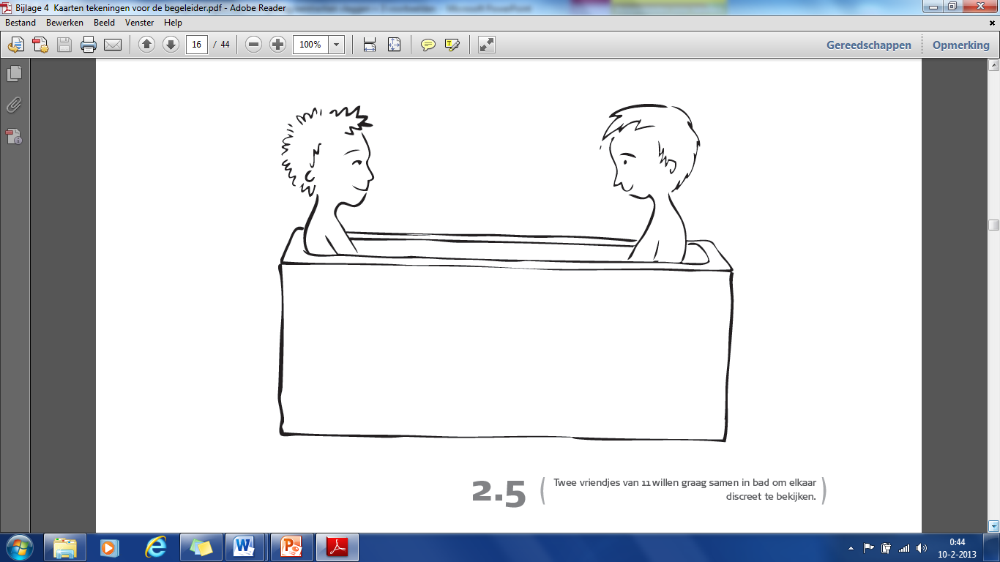 Bijlage 4 Kaarten tekeningen voor de begeleider.pdf - Adobe Reader
Bestand Bewerken Beeld Venster Help
16 / 44 100% Gereedschappen Opmerking
2.5
Twee vriendjes van 11 willen graag samen in bad om elkaar
discreet te bekijken.
0:44
10-2-2013